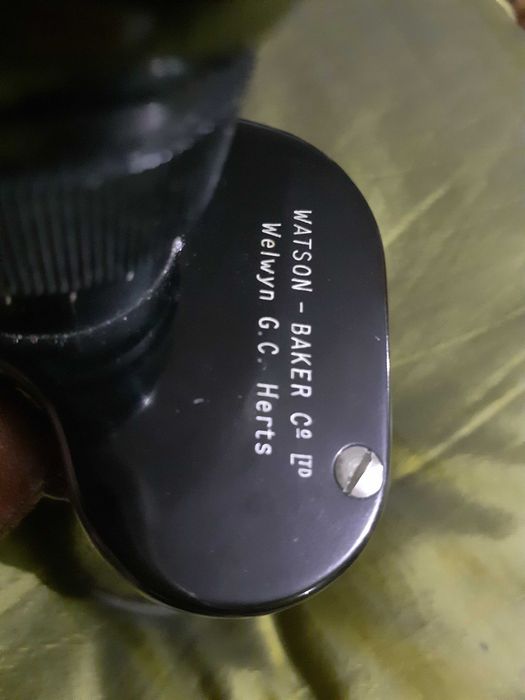 WATSON - BAKER Cº LTD
Welwyn G.C. Herts